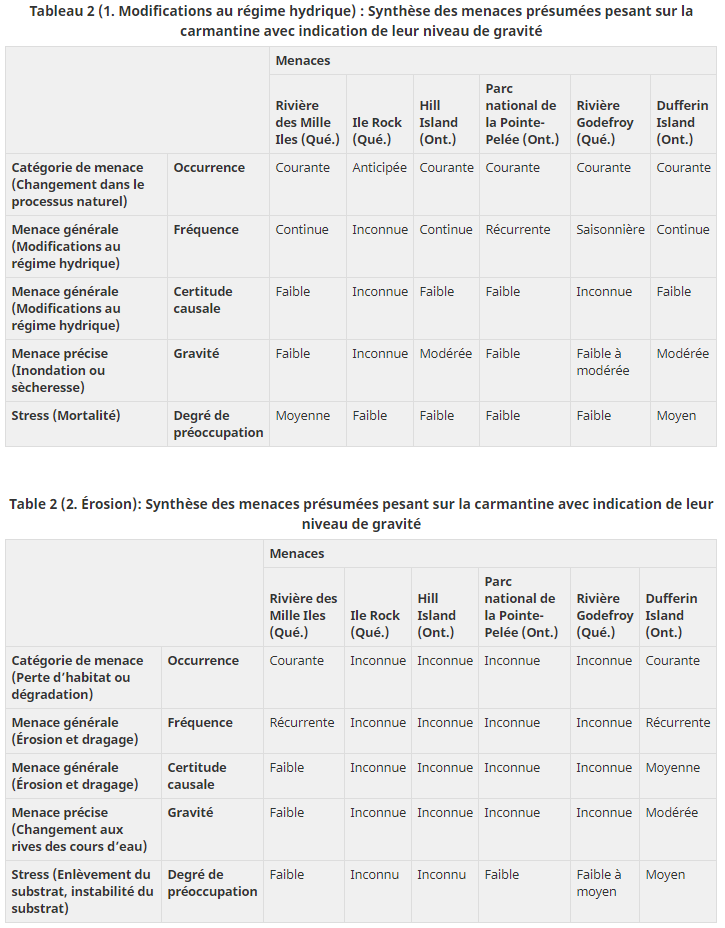 Tableau 2 (1. Modifications au régime hydrique) : Synthèse des menaces présumées pesant sur la
carmantine avec indication de leur niveau de gravité
Menaces
Rivière des Mille Iles (Qué.) Ile Rock (Qué.) Hill Island (Ont.) Parc national de la Pointe-Pelée (Ont.) Rivière Godefroy (Qué.) Dufferin Island (Ont.)
Catégorie de menace (Changement dans le processus naturel) Occurrence Courante Anticipée Courante Courante Courante Courante
Menace générale (Modifications au régime hydrique) Fréquence Continue Inconnue Continue Récurrente Saisonnière Continue
Menace générale (Modifications au régime hydrique) Certitude causale Faible Inconnue Faible Faible Inconnue Faible
Menace précise (Inondation ou sècheresse) Gravité Faible Inconnue Modérée Faible Faible à modérée Modérée
Stress (Mortalité) Degré de préoccupation Moyenne Faible Faible Faible Faible Moyen
Table 2 (2. Érosion): Synthèse des menaces présumées pesant sur la carmantine avec indication de leur
niveau de gravité
Menaces
Rivière des Mille Iles (Qué.) Ile Rock (Qué.) Hill Island (Ont.) Parc national de la Pointe-Pelée (Ont.) Rivière Godefroy (Qué.) Dufferin Island (Ont.)
Catégorie de menace (Perte d'habitat ou dégradation) Occurrence Courante Inconnue Inconnue Inconnue Inconnue Courante
Menace générale (Érosion et dragage) Fréquence Récurrente Inconnue Inconnue Inconnue Inconnue Récurrente
Menace générale (Érosion et dragage) Certitude causale Faible Inconnue Inconnue Inconnue Inconnue Moyenne
Menace précise (Changement aux rives des cours d'eau) Gravité Faible Inconnue Inconnue Inconnue Inconnue Modérée
Stress (Enlèvement du substrat, instabilité du substrat) Degré de préoccupation Faible Inconnu Inconnu Faible Faible à moyen Moyen